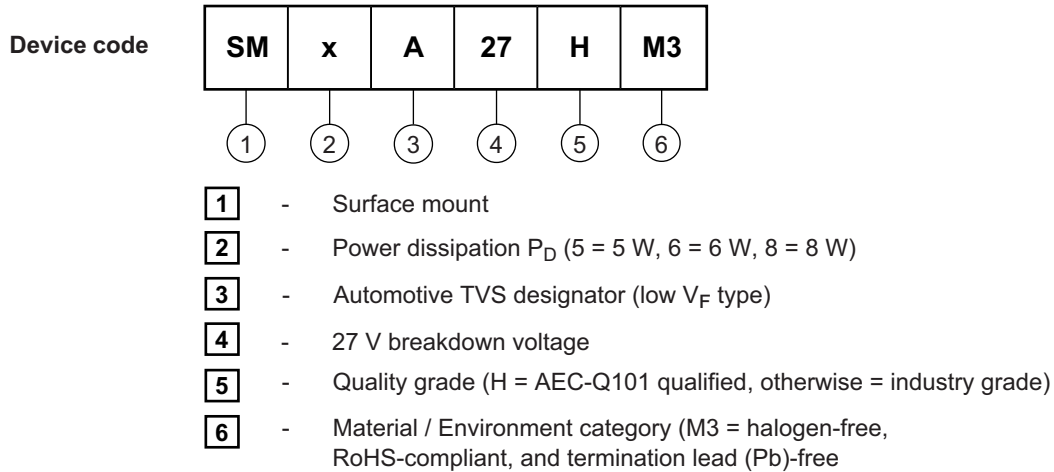 Device code SM x A 27 H M3
1 2 3 4 5 6
1 - Surface mount
2 - Power dissipation PD (5 = 5 W, 6 = 6 W, 8 = 8 W)
3 - Automotive TVS designator (low VF type)
4 - 27 V breakdown voltage
5 - Quality grade (H = AEC-Q101 qualified, otherwise = industry grade)
6 - Material / Environment category (M3 = halogen-free,
RoHS-compliant, and termination lead (Pb)-free